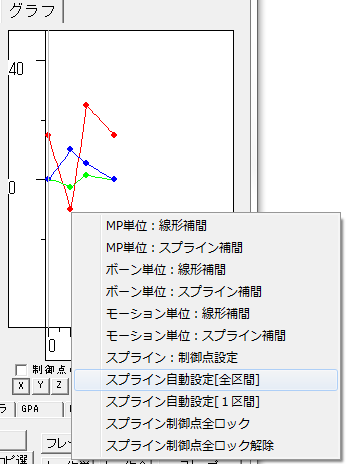 グラフ
40
0
0
MP単位：線形補間
MP単位：スプライン補間
ボーン単位：線形補間
ボーン単位：スプライン補間
モーション単位：線形補間
モーション単位：スプライン補間
スプライン：制御点設定
スプライン自動設定[全区間]
スプライン自動設定[１区間]
スプライン制御点全ロック
スプライン制御点全ロック解除
制御点
X Y Z
ラ GPA
コピ選 フレー